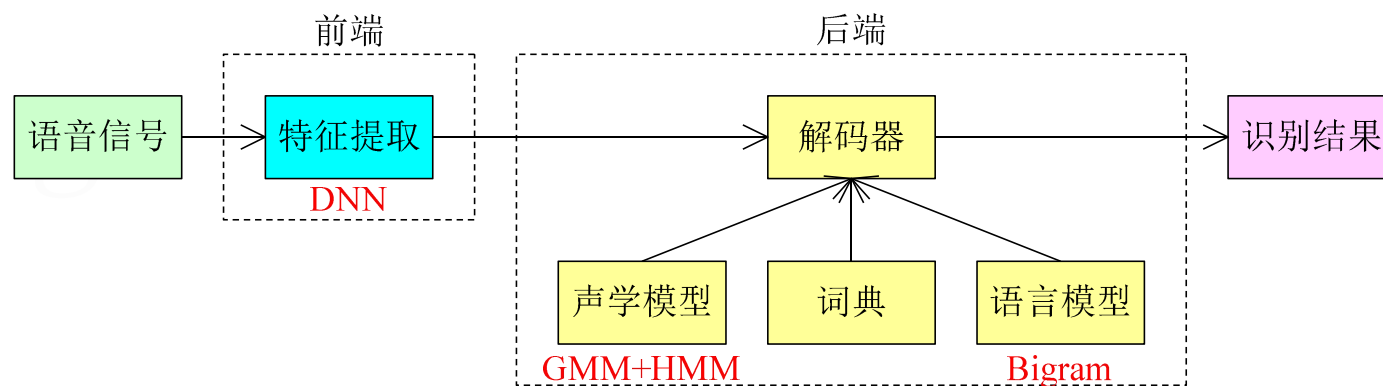 前端
后端
语音信号
特征提取
解码器
识别结果
DNN
声学模型
词典
语言模型
GMM+HMM
Bigram